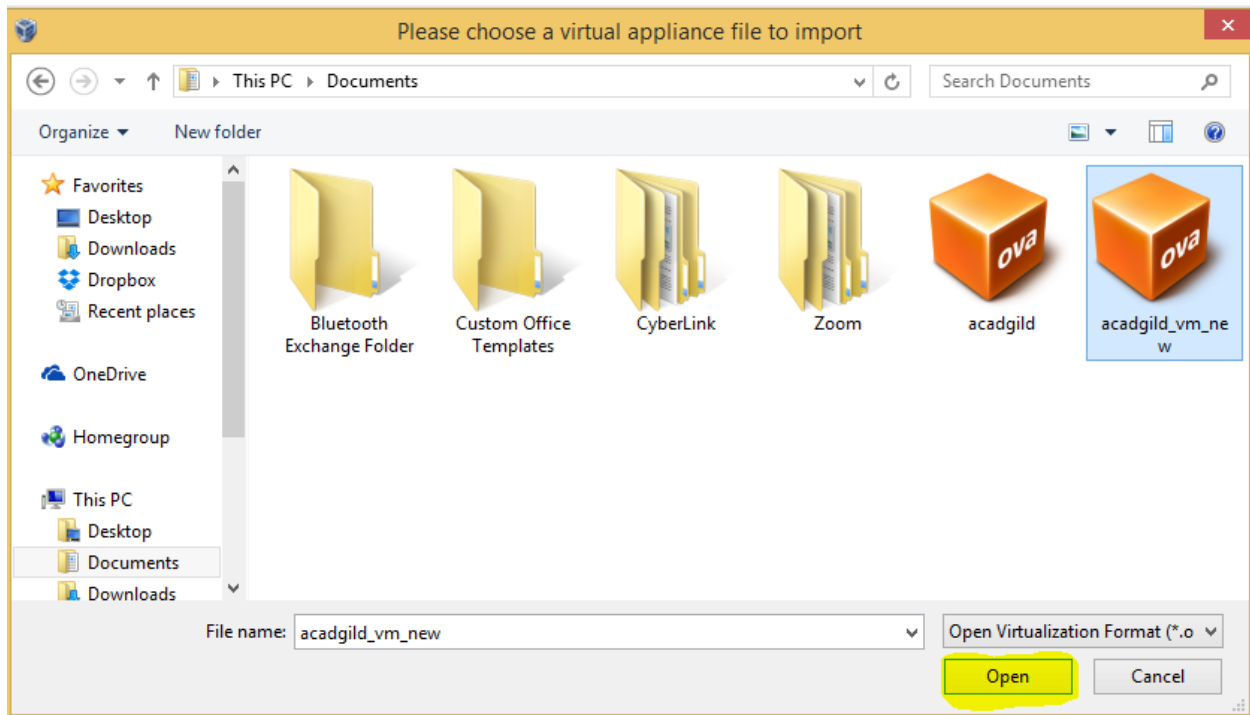 Please choose a virtual appliance file to import
This PC Documents
Search Documents
Organize
New folder
Favorites
Desktop
Downloads
Dropbox
Recent places
OneDrive
Homegroup
This PC
Desktop
Documents
Downloads
Bluetooth
Exchange Folder
Custom Office
Templates
CyberLink
Zoom
ova
acadgild
ova
acadgild_vm_ne
w
File name:
acadgild_vm_new
Open Virtualization Format (*.o
Open
Cancel